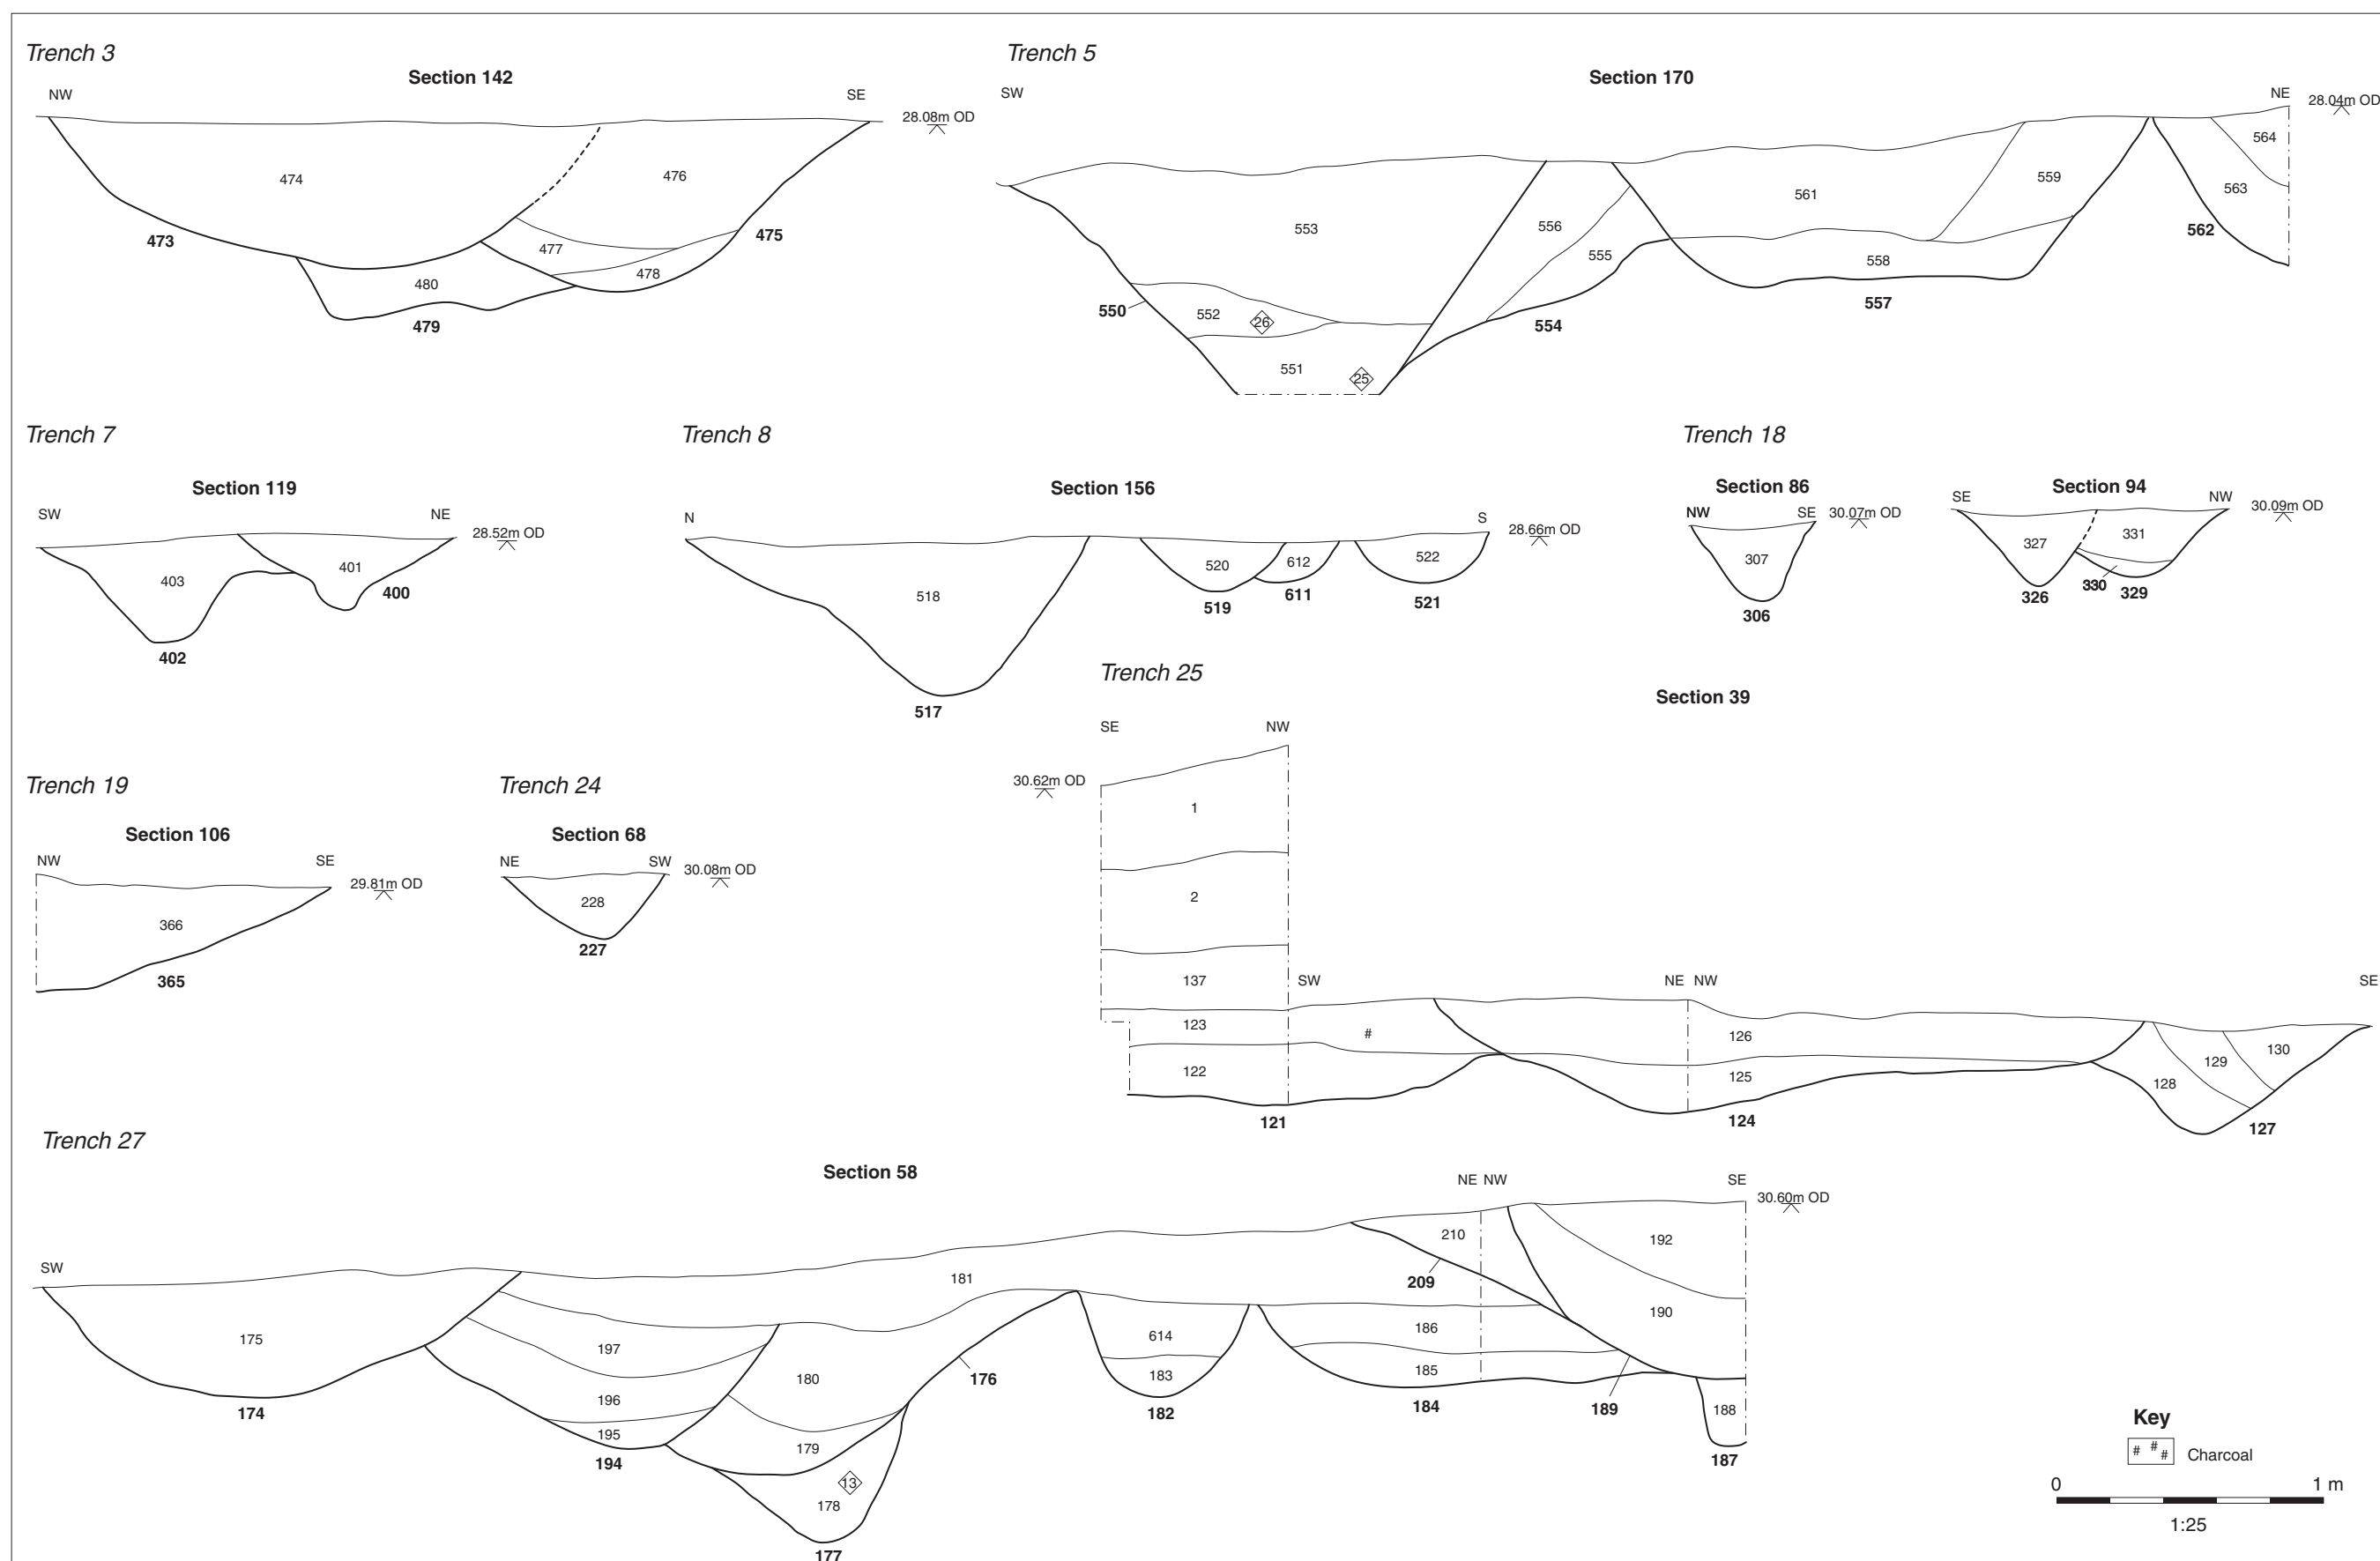 Trench 3
Section 142
NW
SE
28.08m OD
474
476
473
475
477
478
480
479
Trench 5
Section 170
SW
NE
28.04m OD
564
559
563
561
553
556
562
555
558
550
552
26
557
554
551
25
Trench 7
Section 119
SW
NE
28.52m OD
403
401
400
402
Trench 8
Section 156
N
S
28.66m OD
520
612
522
518
519
611
521
517
Trench 18
Section 86
NW
SE
30.07m OD
307
306
Section 94
SE
NW
30.09m OD
327
331
326
330
329
Trench 19
Section 106
NW
SE
29.81m OD
366
365
Trench 24
Section 68
NE
SW
30.08m OD
228
227
Trench 25
Section 39
SE
NW
30.62m OD
1
2
137
SW
NE
NW
SE
123
#
126
130
129
122
125
128
121
124
127
Trench 27
Section 58
NE
NW
SE
30.60m OD
SW
210
192
181
209
190
175
614
186
197
180
176
183
185
196
174
182
184
189
188
195
179
194
187
13
178
177
Key
# # #
Charcoal
0
1 m
1:25